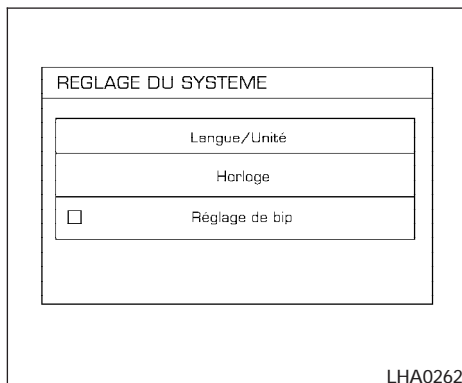 REGLAGE DU SYSTEME
Langue/Unité
Horloge
Réglage de bip
LHA0262